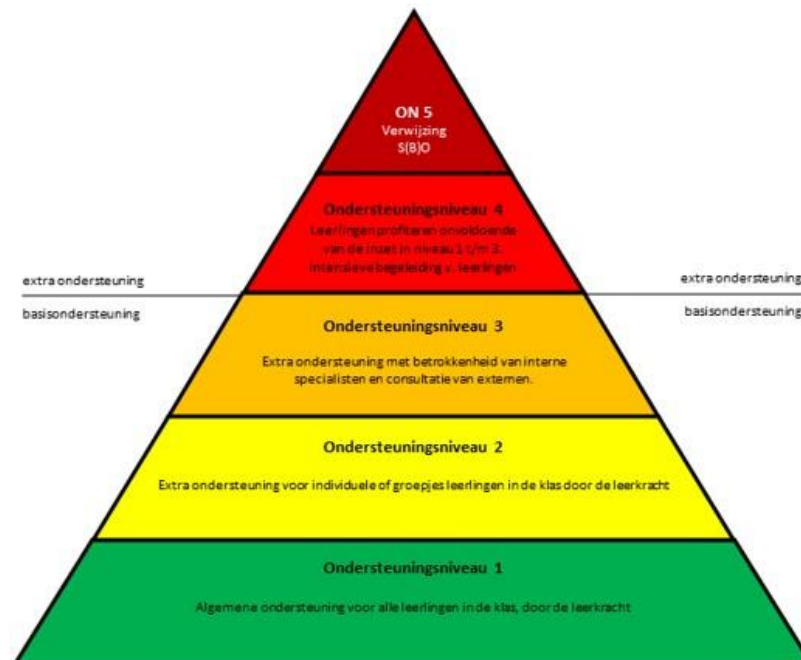 ON 5
Verwijzing
S(B)O
Ondersteuningsniveau 4
Leerlingen profiteren onvoldoende
van de inzet in niveau 1 t/m 3:
intensieve begeleiding v. leerlingen
extra ondersteuning
extra ondersteuning
basisondersteuning
basisondersteuning
Ondersteuningsniveau 3
Extra ondersteuning met betrokkenheid van interne
specialisten en consultatie van externen.
Ondersteuningsniveau 2
Extra ondersteuning voor individuele of groepjes leerlingen in de klas door de leerkracht
Ondersteuningsniveau 1
Algemene ondersteuning voor alle leerlingen in de klas, door de leerkracht